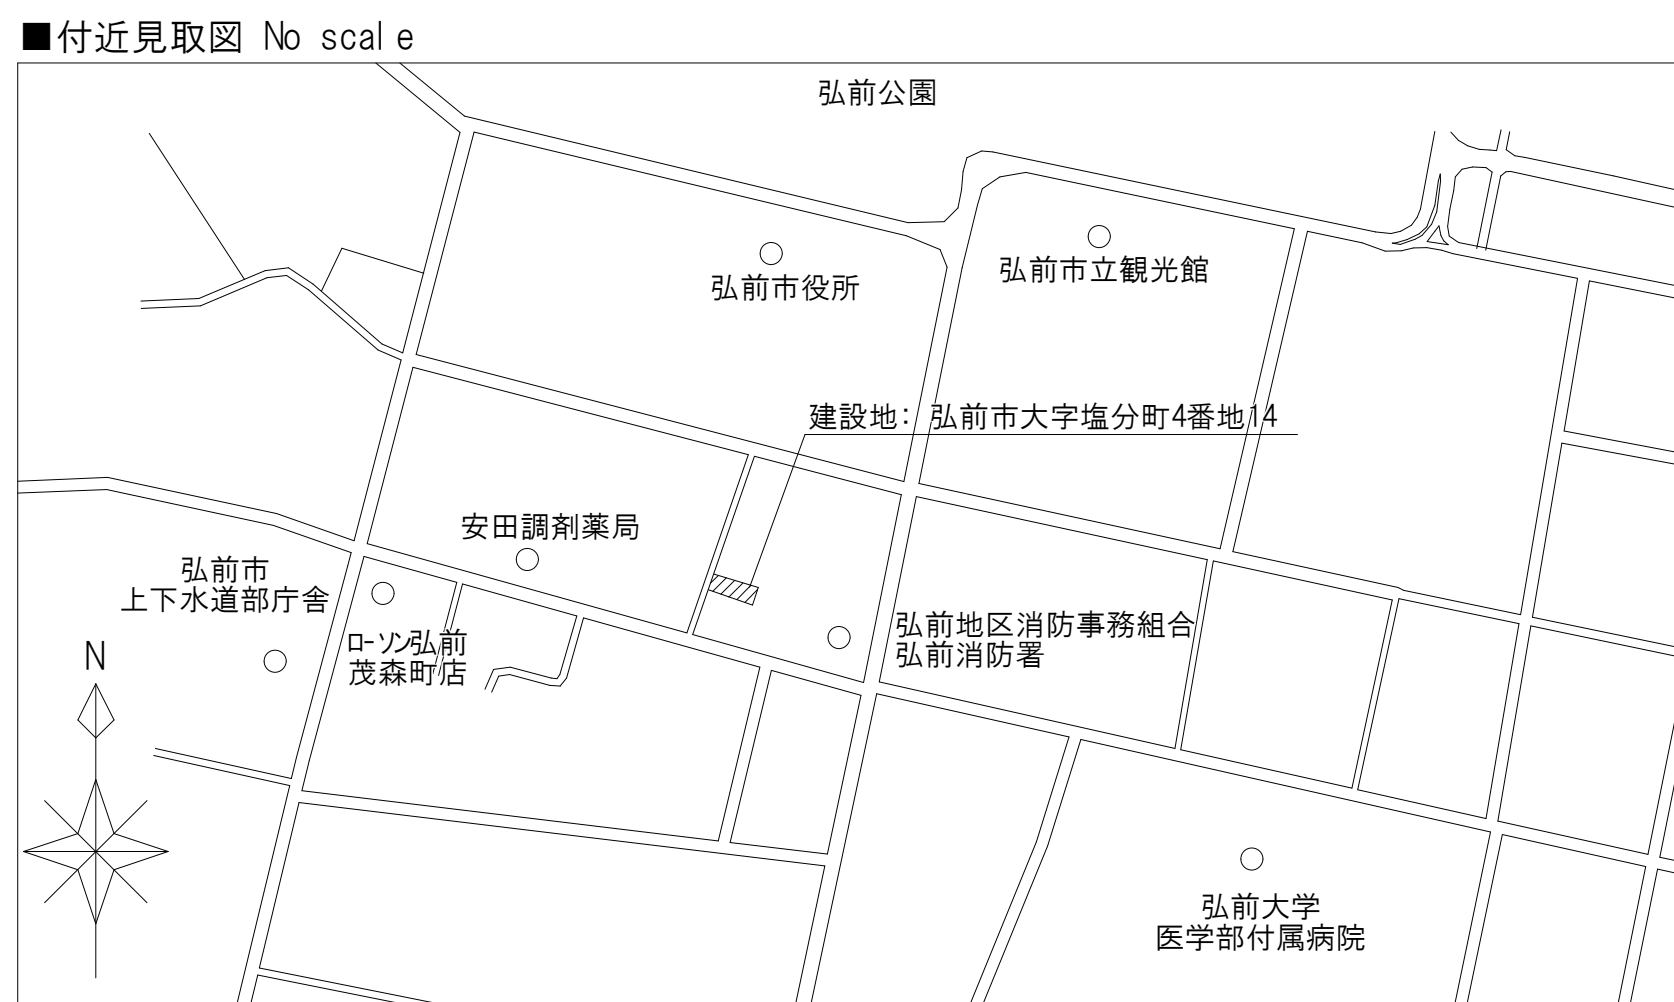 ■付近見取図 No scale
弘前公園
弘前市役所
弘前市立観光館
建設地: 弘前市大字塩分町4番地14
安田調剤薬局
弘前市
上下水道部庁舎
ローソン弘前
茂森町店
弘前地区消防事務組合
弘前消防署
N
弘前大学
医学部付属病院